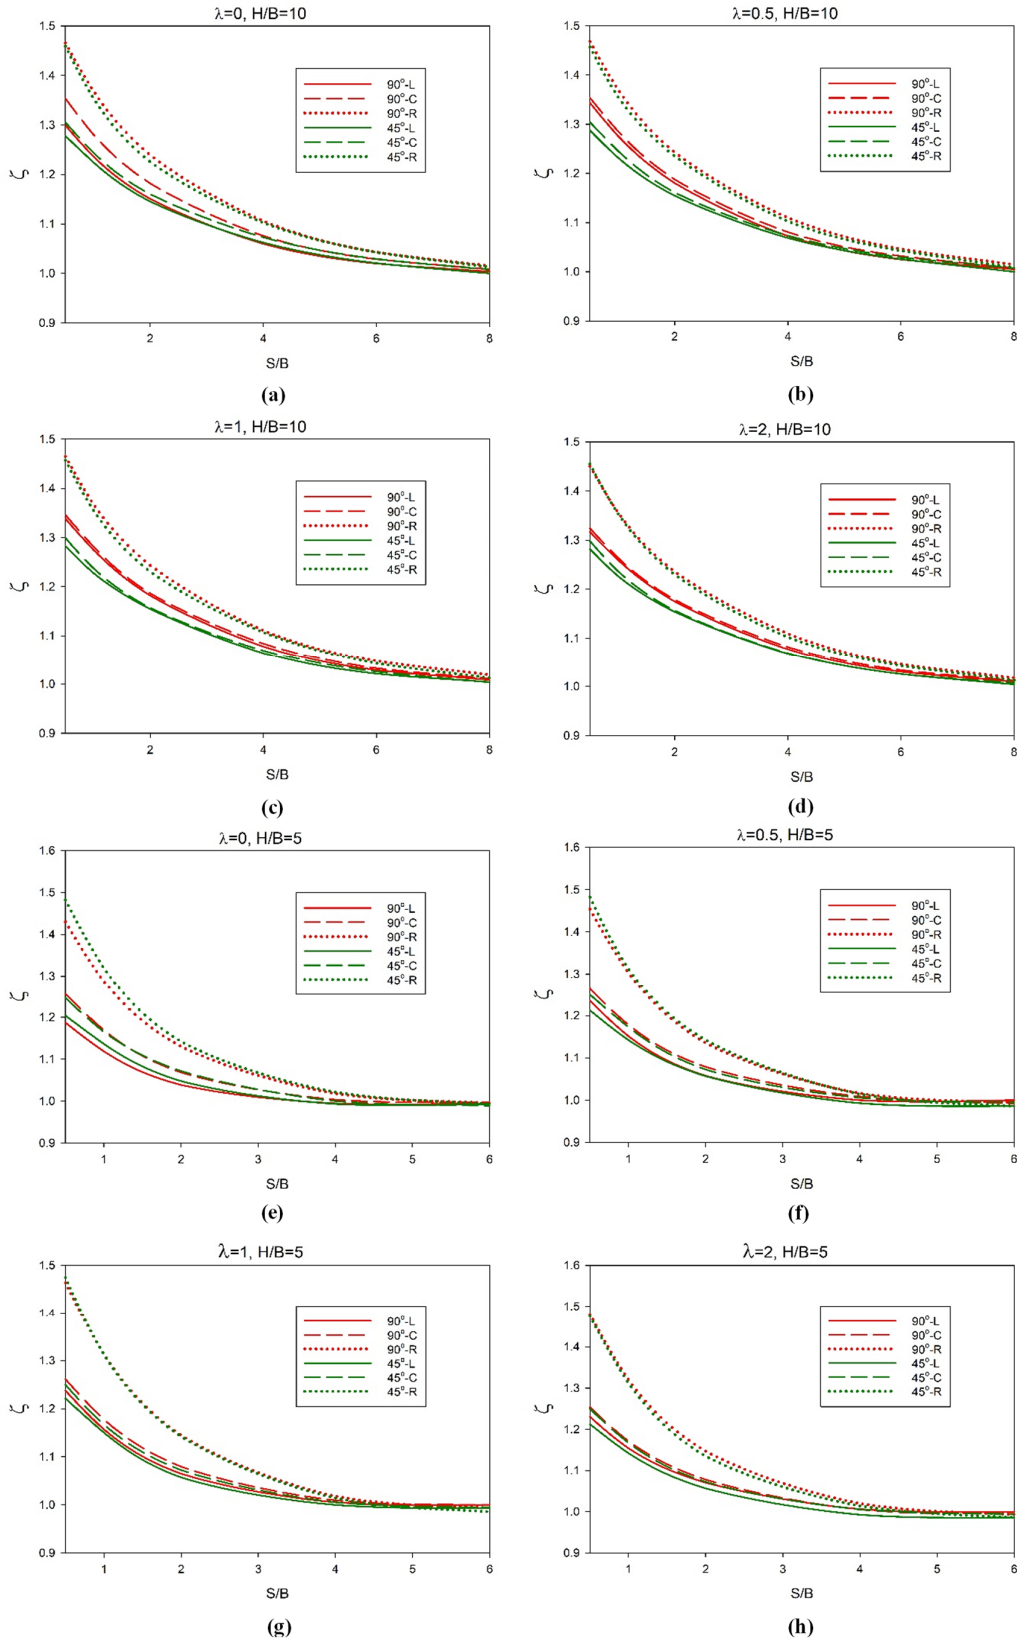 λ=0, H/B=10
1.5
1.4
1.3
1.2
1.1
1.0
0.9
ζ
90°-L
90°-C
90°-R
45°-L
45°-C
45°-R
2 4 6 8
S/B
(a)
λ=0.5, H/B=10
1.5
1.4
1.3
1.2
1.1
1.0
0.9
ζ
90°-L
90°-C
90°-R
45°-L
45°-C
45°-R
2 4 6 8
S/B
(b)
λ=1, H/B=10
1.5
1.4
1.3
1.2
1.1
1.0
0.9
ζ
90°-L
90°-C
90°-R
45°-L
45°-C
45°-R
2 4 6 8
S/B
(c)
λ=2, H/B=10
1.5
1.4
1.3
1.2
1.1
1.0
0.9
ζ
90°-L
90°-C
90°-R
45°-L
45°-C
45°-R
2 4 6 8
S/B
(d)
λ=0, H/B=5
1.6
1.5
1.4
1.3
1.2
1.1
1.0
0.9
ζ
90°-L
90°-C
90°-R
45°-L
45°-C
45°-R
1 2 3 4 5 6
S/B
(e)
λ=0.5, H/B=5
1.6
1.5
1.4
1.3
1.2
1.1
1.0
0.9
ζ
90°-L
90°-C
90°-R
45°-L
45°-C
45°-R
1 2 3 4 5 6
S/B
(f)
λ=1, H/B=5
1.5
1.4
1.3
1.2
1.1
1.0
0.9
ζ
90°-L
90°-C
90°-R
45°-L
45°-C
45°-R
1 2 3 4 5 6
S/B
(g)
λ=2, H/B=5
1.6
1.5
1.4
1.3
1.2
1.1
1.0
0.9
ζ
90°-L
90°-C
90°-R
45°-L
45°-C
45°-R
1 2 3 4 5 6
S/B
(h)